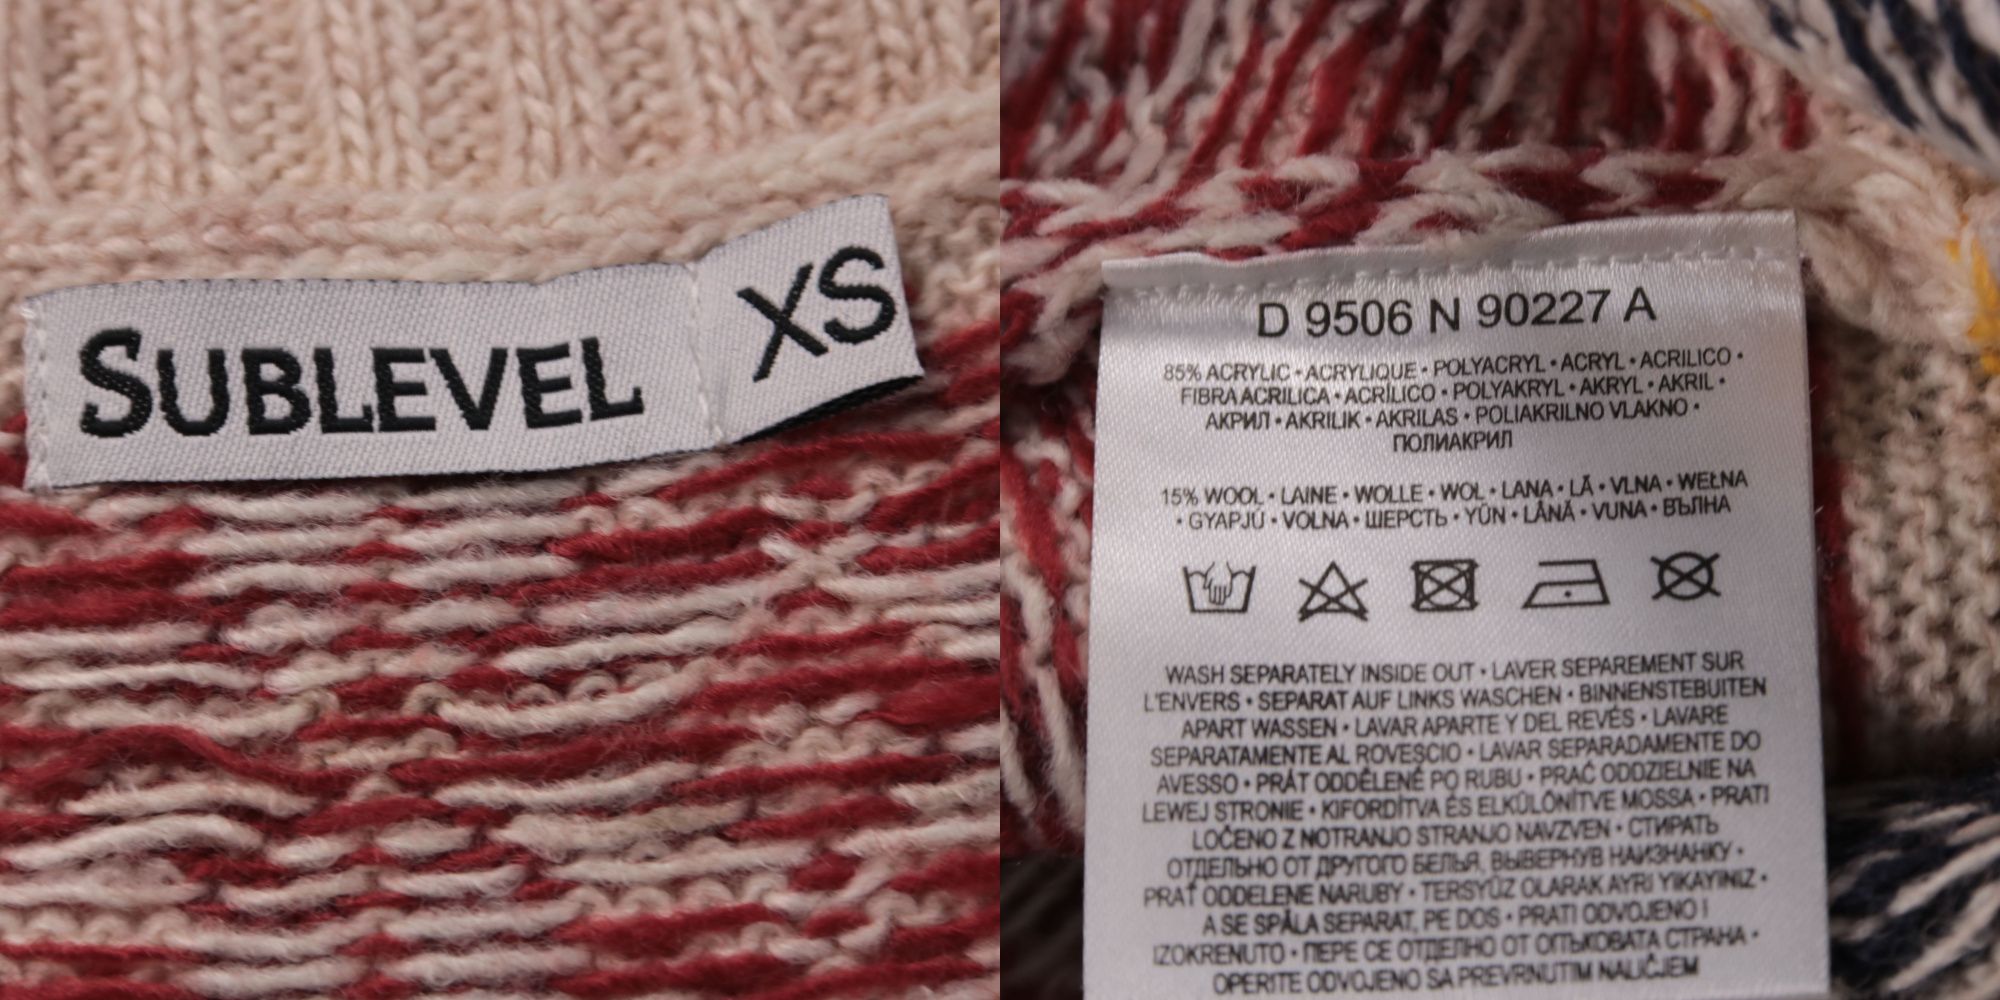 SUBLEVEL
XS
D 9506 N 90227 A
85% ACRYLIC • ACRYLIQUE • POLYACRYL • ACRYL • ACRILICO •
FIBRA ACRILICA • ACRÍLICO • POLYAKRYL • AKRYL • AKRIL •
АКРИЛ • AKRILIK • AKRILAS • POLIAKRILNO VLAKNO •
ПОЛИАКРИЛ
15% WOOL • LAINE • WOLLE • WOL • LANA • LÃ • VLNA • WEŁNA
• GYAPJÚ • VOLNA • ШЕРСТЬ • YÜN • LÂNĂ • VUNA • ВЪЛНА
WASH SEPARATELY INSIDE OUT • LAVER SEPAREMENT SUR
L'ENVERS • SEPARAT AUF LINKS WASCHEN • BINNENSTEBUITEN
APART WASSEN • LAVAR APARTE Y DEL REVÉS • LAVARE
SEPARATAMENTE AL ROVESCIO • LAVAR SEPARADAMENTE DO
AVESSO • PRÁT ODDĚLENĚ PO RUBU • PRAĆ ODDZIELNIE NA
LEWEJ STRONIE • KIFORDÍTVA ÉS ELKÜLÖNÍTVE MOSSA • PRATI
LOČENO Z NOTRANJO STRANJO NAVZVEN • СТИРАТЬ
ОТДЕЛЬНО ОТ ДРУГОГО БЕЛЬЯ, ВЫВЕРНУВ НАИЗНАНКУ •
PRAŤ ODDELENE NARUBY • TERSYÜZ OLARAK AYRI YIKAYINIZ •
A SE SPĂLA SEPARAT, PE DOS • PRATI ODVOJENO I
IZOKRENUTO • ПЕРЕ СЕ ОТДЕЛНО ОТ ОПЪКОВАТА СТРАНА •
OPERITE ODVOJENO SA PREVRNUTIM NALIČJEM